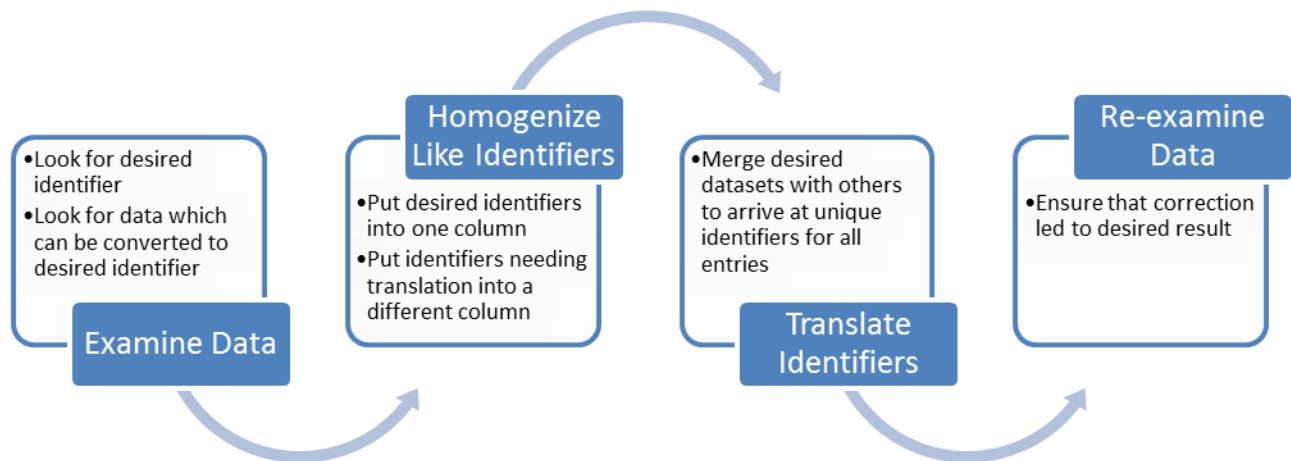 •Look for desired
identifier
•Look for data which
can be converted to
desired identifier
Examine Data
Homogenize
Like Identifiers
•Put desired identifiers
into one column
•Put identifiers needing
translation into a
different column
•Merge desired
datasets with others
to arrive at unique
identifiers for all
entries
Translate
Identifiers
Re-examine
Data
•Ensure that correction
led to desired result